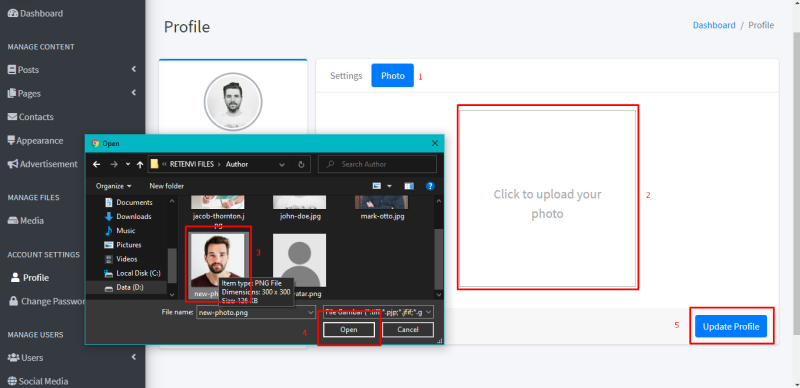 Dashboard
MANAGE CONTENT
Posts
Pages
Contacts
Appearance
Advertisement
MANAGE FILES
Media
ACCOUNT SETTINGS
Profile
Change Passwor
MANAGE USERS
Users
Social Media
Profile
Dashboard / Profile
Settings
Photo
1
Click to upload your
photo
2
Open
« RETENVI FILES › Author
Search Author
Organize
New folder
Documents
Downloads
Music
Pictures
Videos
Local Disk (C:)
Data (D:)
jacob-thornton.j
pg
john-doe.jpg
mark-otto.jpg
3
new-ph
atar.png
Item type: PNG File
Dimensions: 300 x 300
Size: 126 KB
File name:
new-photo.png
File Gambar (*.tiff;*.pjp;*.jfif;*.g
4
Open
Cancel
5
Update Profile